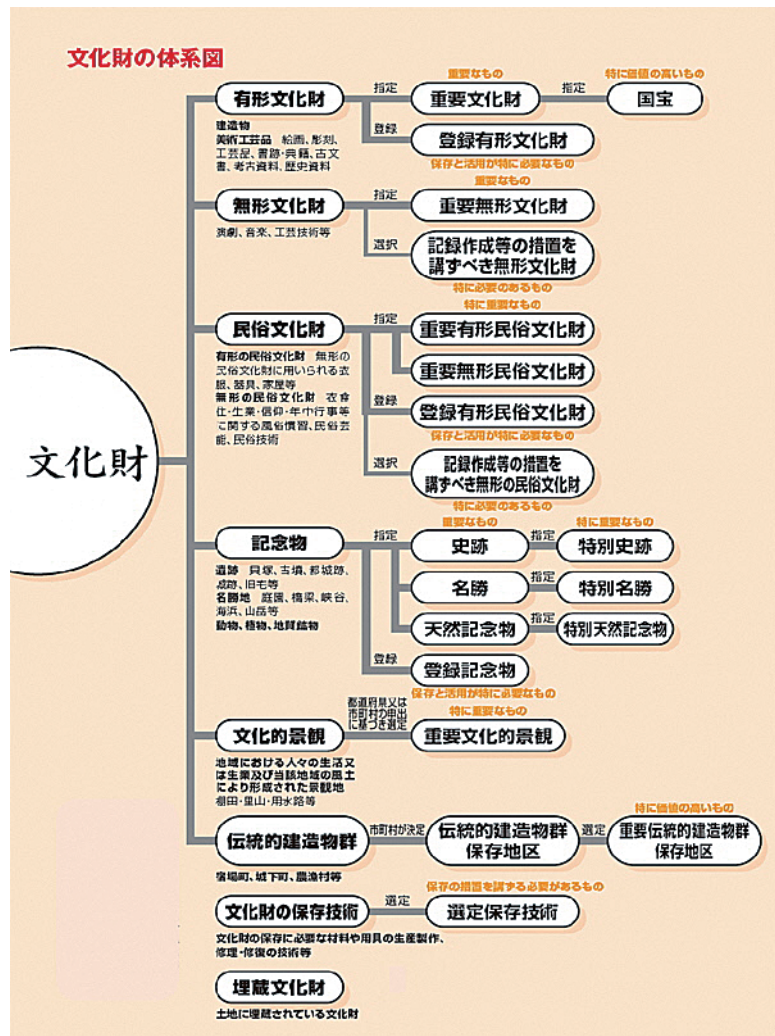 文化財の体系図
文化財
有形文化財
建造物
美術工芸品 絵画、彫刻、
工芸品、書跡・典籍、古文
書、考古資料、歴史資料
指定
重要なもの
重要文化財
指定
特に価値の高いもの
国宝
登録
登録有形文化財
保存と活用が特に必要なもの
無形文化財
演劇、音楽、工芸技術等
指定
重要なもの
重要無形文化財
選択
記録作成等の措置を
講ずべき無形文化財
特に必要のあるもの
民俗文化財
有形の民俗文化財 無形の
民俗文化財に用いられる衣
服、器具、家屋等
無形の民俗文化財 衣食
住・生業・信仰・年中行事等
に関する風俗慣習、民俗芸
能、民俗技術
指定
特に重要なもの
重要有形民俗文化財
重要無形民俗文化財
登録
登録有形民俗文化財
保存と活用が特に必要なもの
選択
記録作成等の措置を
講ずべき無形の民俗文化財
特に必要のあるもの
記念物
遺跡 貝塚、古墳、都城跡、
城跡、旧宅等
名勝地 庭園、橋梁、峡谷、
海浜、山岳等
動物、植物、地質鉱物
指定
重要なもの
史跡
指定
特に重要なもの
特別史跡
名勝
指定
特別名勝
天然記念物
指定
特別天然記念物
登録
登録記念物
保存と活用が特に必要なもの
文化的景観
地域における人々の生活又
は生業及び当該地域の風土
により形成された景観地
棚田・里山・用水路等
都道府県又は
市町村の申出
に基づき選定
特に重要なもの
重要文化的景観
伝統的建造物群
宿場町、城下町、農漁村等
市町村が決定
伝統的建造物群
保存地区
選定
特に価値の高いもの
重要伝統的建造物群
保存地区
文化財の保存技術
文化財の保存に必要な材料や用具の生産製作、
修理・修復の技術等
選定
保存の措置を講ずる必要があるもの
選定保存技術
埋蔵文化財
土地に埋蔵されている文化財